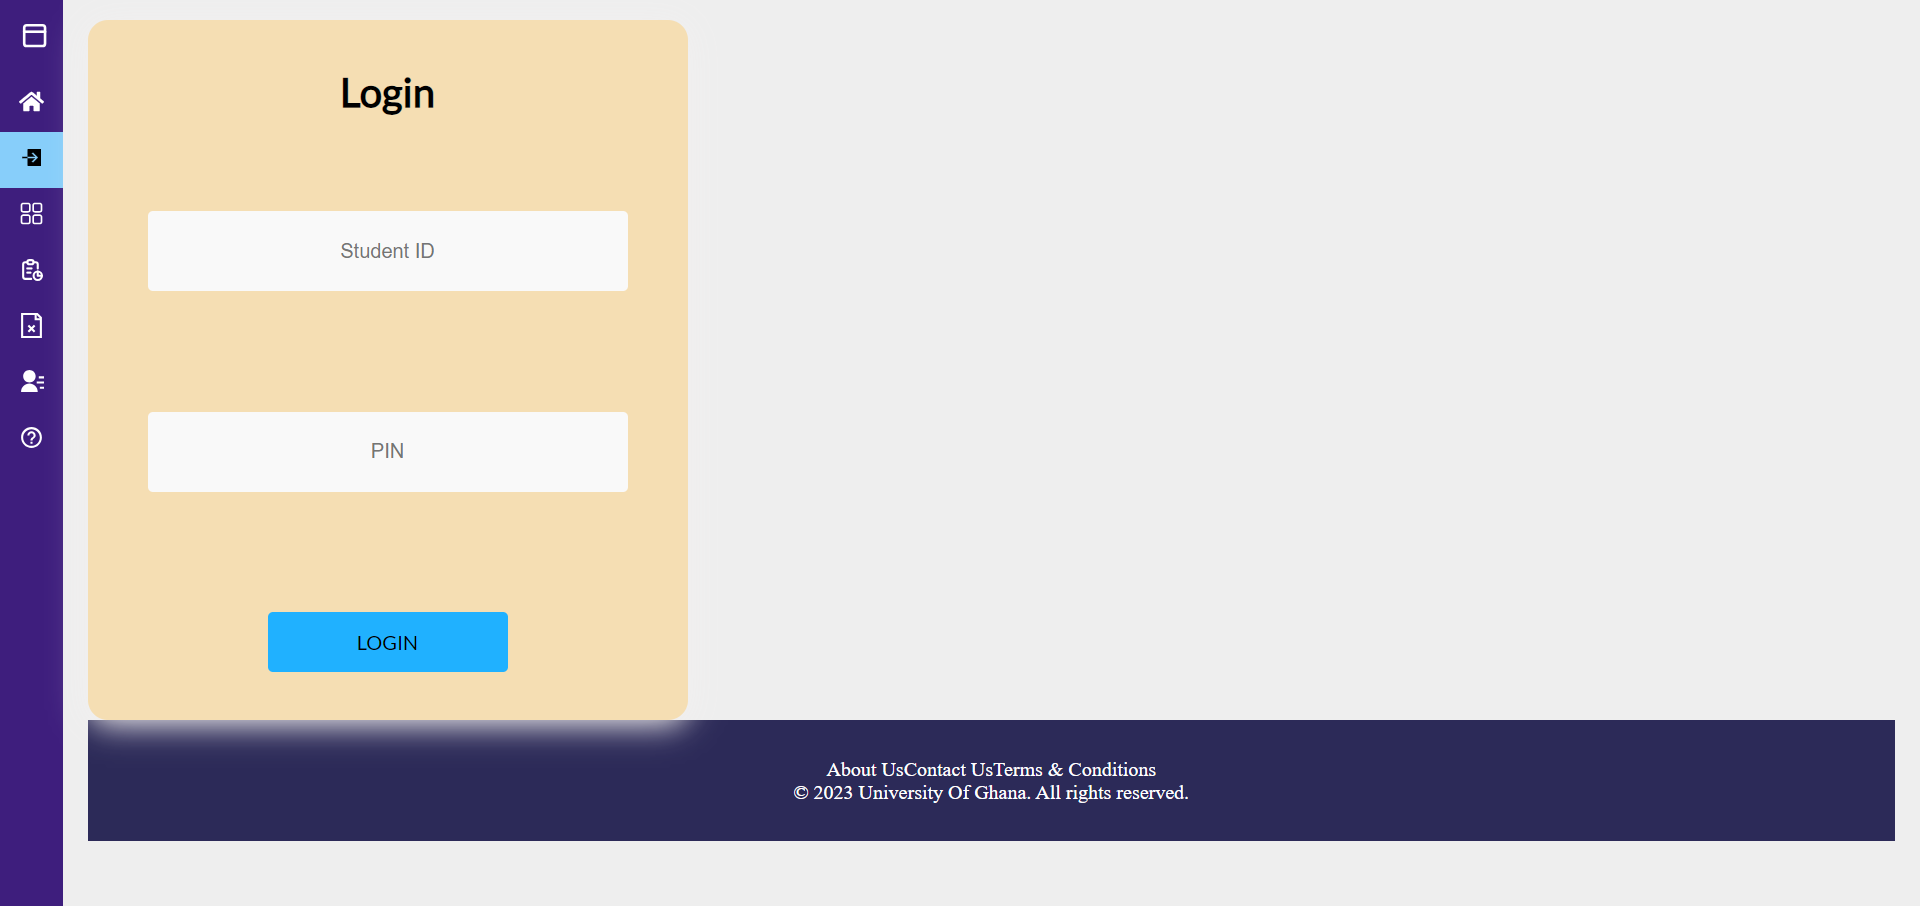 Login
Student ID
PIN
LOGIN
About UsContact UsTerms & Conditions
© 2023 University Of Ghana. All rights reserved.